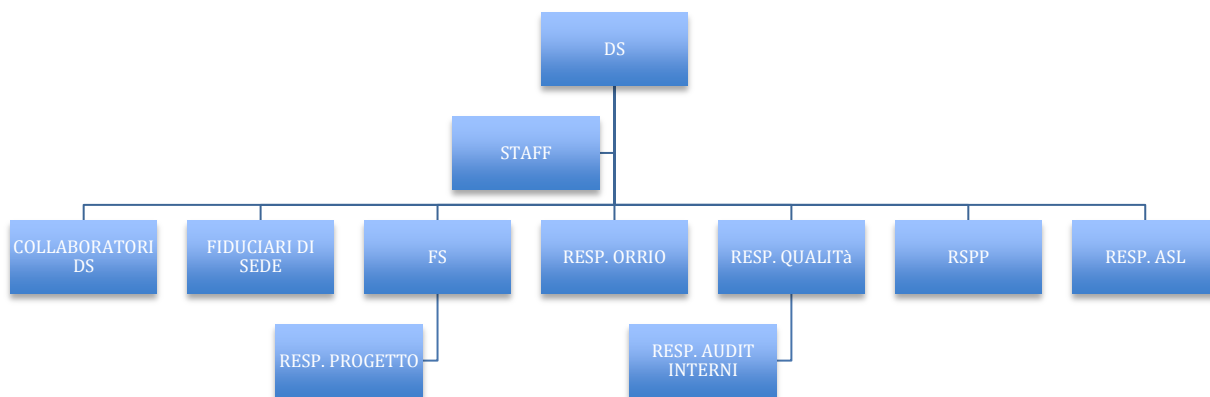 DS
STAFF
COLLABORATORI
DS
FIDUCIARI DI
SEDE
FS
RESP. ORRIO
RESP. QUALITà
RSPP
RESP. ASL
RESP. PROGETTO
RESP. AUDIT
INTERNI